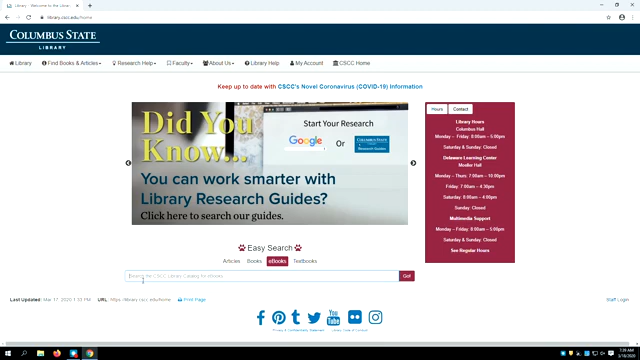 Library - Welcome to the Libra
library.cscc.edu/home
COLUMBUS STATE
LIBRARY
Library
Find Books & Articles
Research Help
Faculty
About Us
Library Help
My Account
CSCC Home
Keep up to date with CSCC's Novel Coronavirus (COVID-19) Information
Did You
Know...
You can work smarter with
Library Research Guides?
Click here to search our guides.
Start Your Research
Google
Or
COLUMBUS STATE
Research Guides
Hours
Contact
Library Hours
Columbus Hall
Monday - Friday: 8:00am – 5:00pm
Saturday & Sunday: Closed
Delaware Learning Center
Moeller Hall
Monday - Thurs: 7:00am – 10:00pm
Friday: 7:00am – 4:30pm
Saturday: 8:00am – 4:00pm
Sunday: Closed
Multimedia Support
Monday - Friday: 8:00am – 5:00pm
Saturday & Sunday: Closed
See Regular Hours
Easy Search
Articles
Books
eBooks
Textbooks
Search the CSCC Library Catalog for eBooks
Go!
Last Updated: Mar 17, 2020 1:33 PM
URL: https://library.cscc.edu/home
Print Page
Staff Login
7:39 AM
3/18/2020